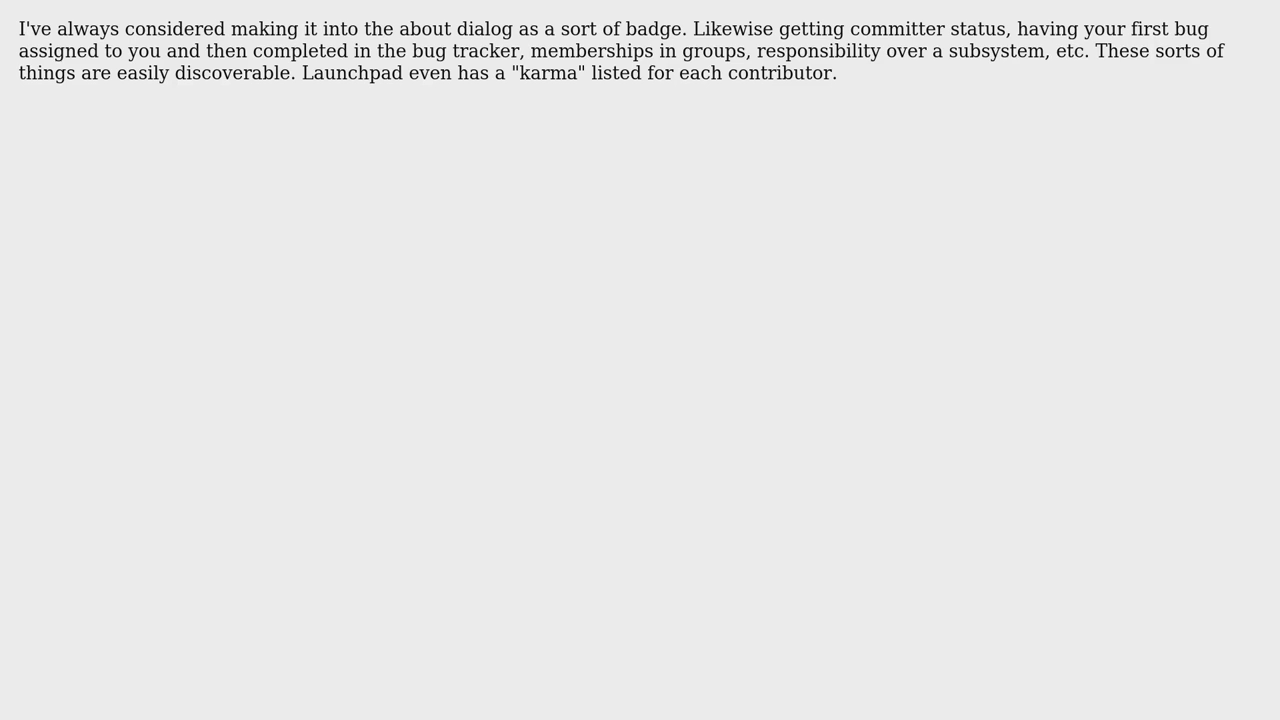 I've always considered making it into the about dialog as a sort of badge. Likewise getting committer status, having your first bug
assigned to you and then completed in the bug tracker, memberships in groups, responsibility over a subsystem, etc. These sorts of
things are easily discoverable. Launchpad even has a "karma" listed for each contributor.